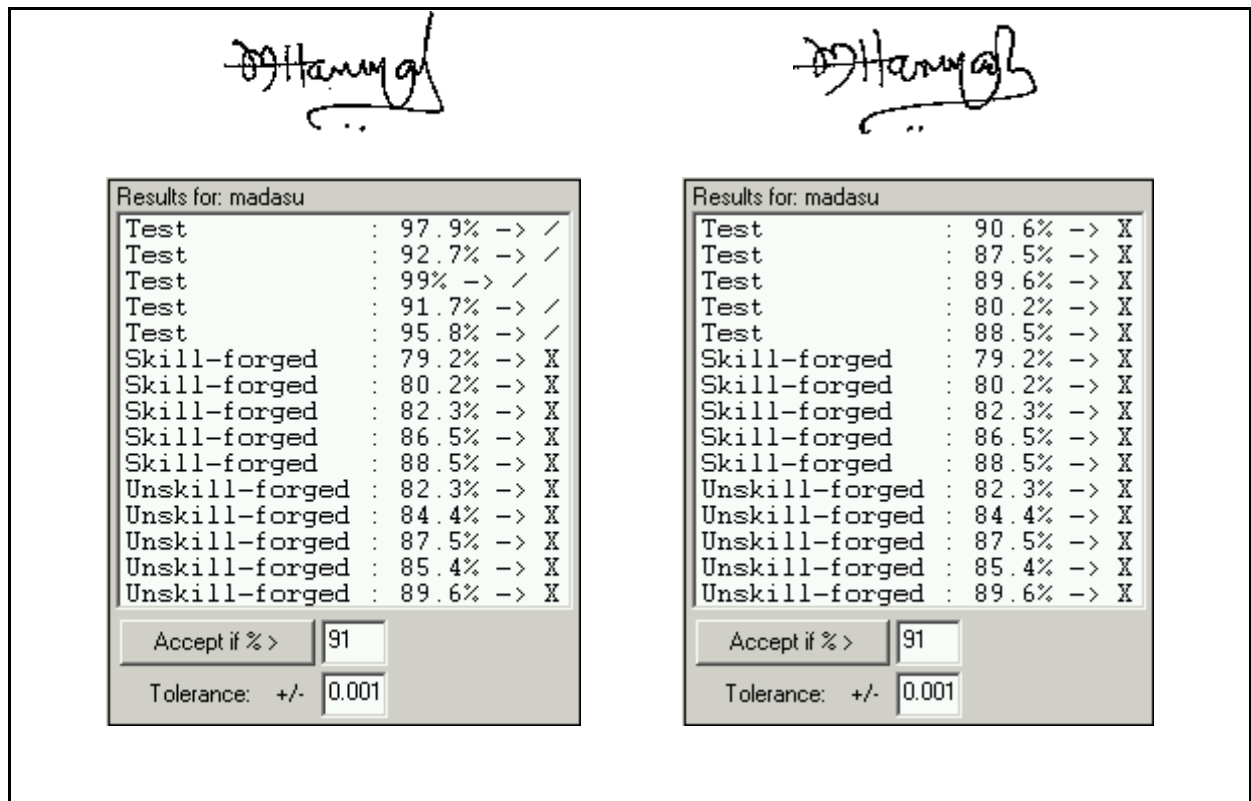 Results for: madasu
Test : 97.9% -> /
Test : 92.7% -> /
Test : 99% -> /
Test : 91.7% -> /
Test : 95.8% -> /
Skill-forged : 79.2% -> X
Skill-forged : 80.2% -> X
Skill-forged : 82.3% -> X
Skill-forged : 86.5% -> X
Skill-forged : 88.5% -> X
Unskill-forged : 82.3% -> X
Unskill-forged : 84.4% -> X
Unskill-forged : 87.5% -> X
Unskill-forged : 85.4% -> X
Unskill-forged : 89.6% -> X
Accept if % > 91
Tolerance: +/- 0.001
Results for: madasu
Test : 90.6% -> X
Test : 87.5% -> X
Test : 89.6% -> X
Test : 80.2% -> X
Test : 88.5% -> X
Skill-forged : 79.2% -> X
Skill-forged : 80.2% -> X
Skill-forged : 82.3% -> X
Skill-forged : 86.5% -> X
Skill-forged : 88.5% -> X
Unskill-forged : 82.3% -> X
Unskill-forged : 84.4% -> X
Unskill-forged : 87.5% -> X
Unskill-forged : 85.4% -> X
Unskill-forged : 89.6% -> X
Accept if % > 91
Tolerance: +/- 0.001